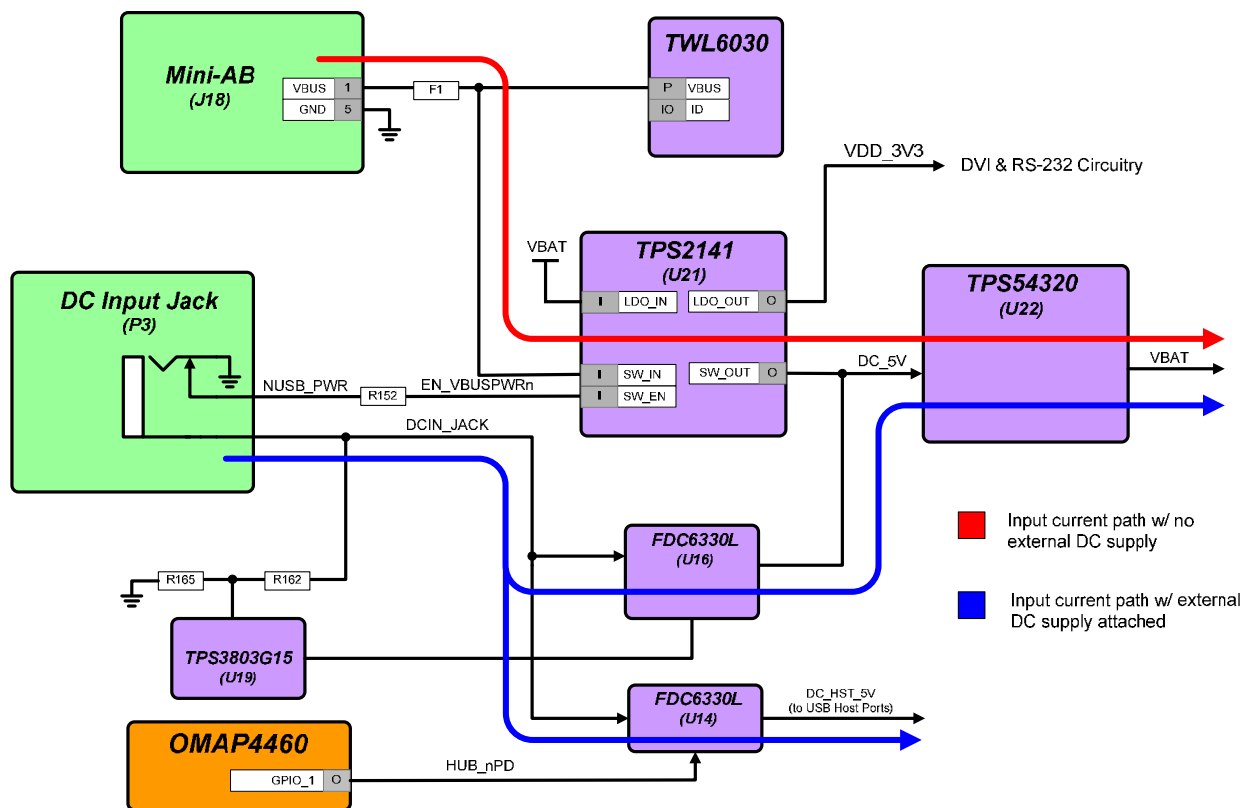 Mini-AB
(J18)
VBUS 1
GND 5
F1
TWL6030
P VBUS
IO ID
VDD_3V3
DVI & RS-232 Circuitry
VBAT
TPS2141
(U21)
I LDO_IN
LDO_OUT O
I SW_IN
SW_OUT O
I SW_EN
DC_5V
TPS54320
(U22)
VBAT
DC Input Jack
(P3)
NUSB_PWR
R152
EN_VBUSPWRn
DCIN_JACK
FDC6330L
(U16)
Input current path w/ no
external DC supply
Input current path w/ external
DC supply attached
R165
R162
TPS3803G15
(U19)
FDC6330L
(U14)
DC_HST_5V
(to USB Host Ports)
OMAP4460
GPIO_1 O
HUB_nPD